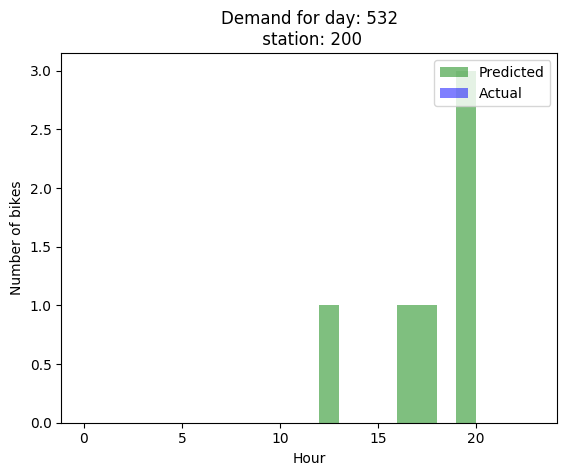 Demand for day: 532
station: 200
Predicted
Actual
3.0
2.5
2.0
1.5
1.0
0.5
0.0
Number of bikes
0 5 10 15 20
Hour